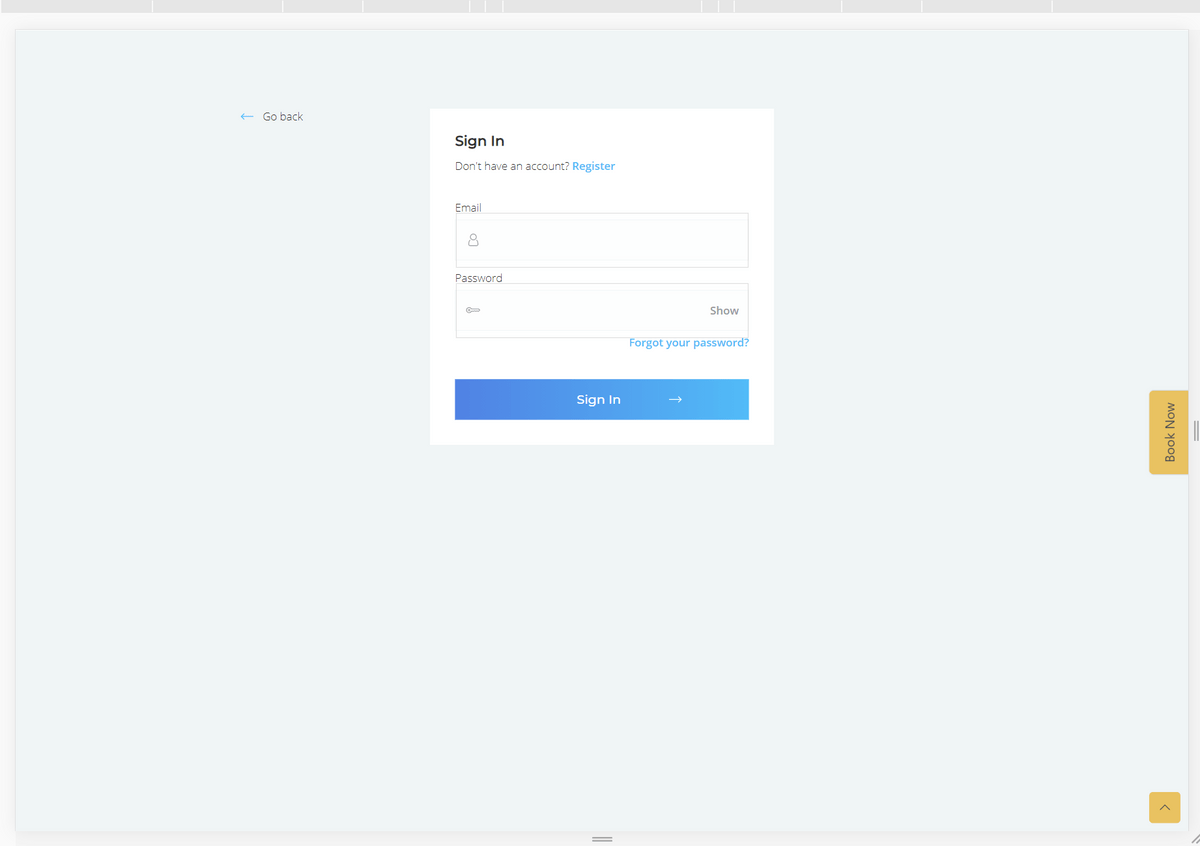 Go back
Sign In
Don't have an account? Register
Email
Password
Show
Forgot your password?
Sign In
Book Now